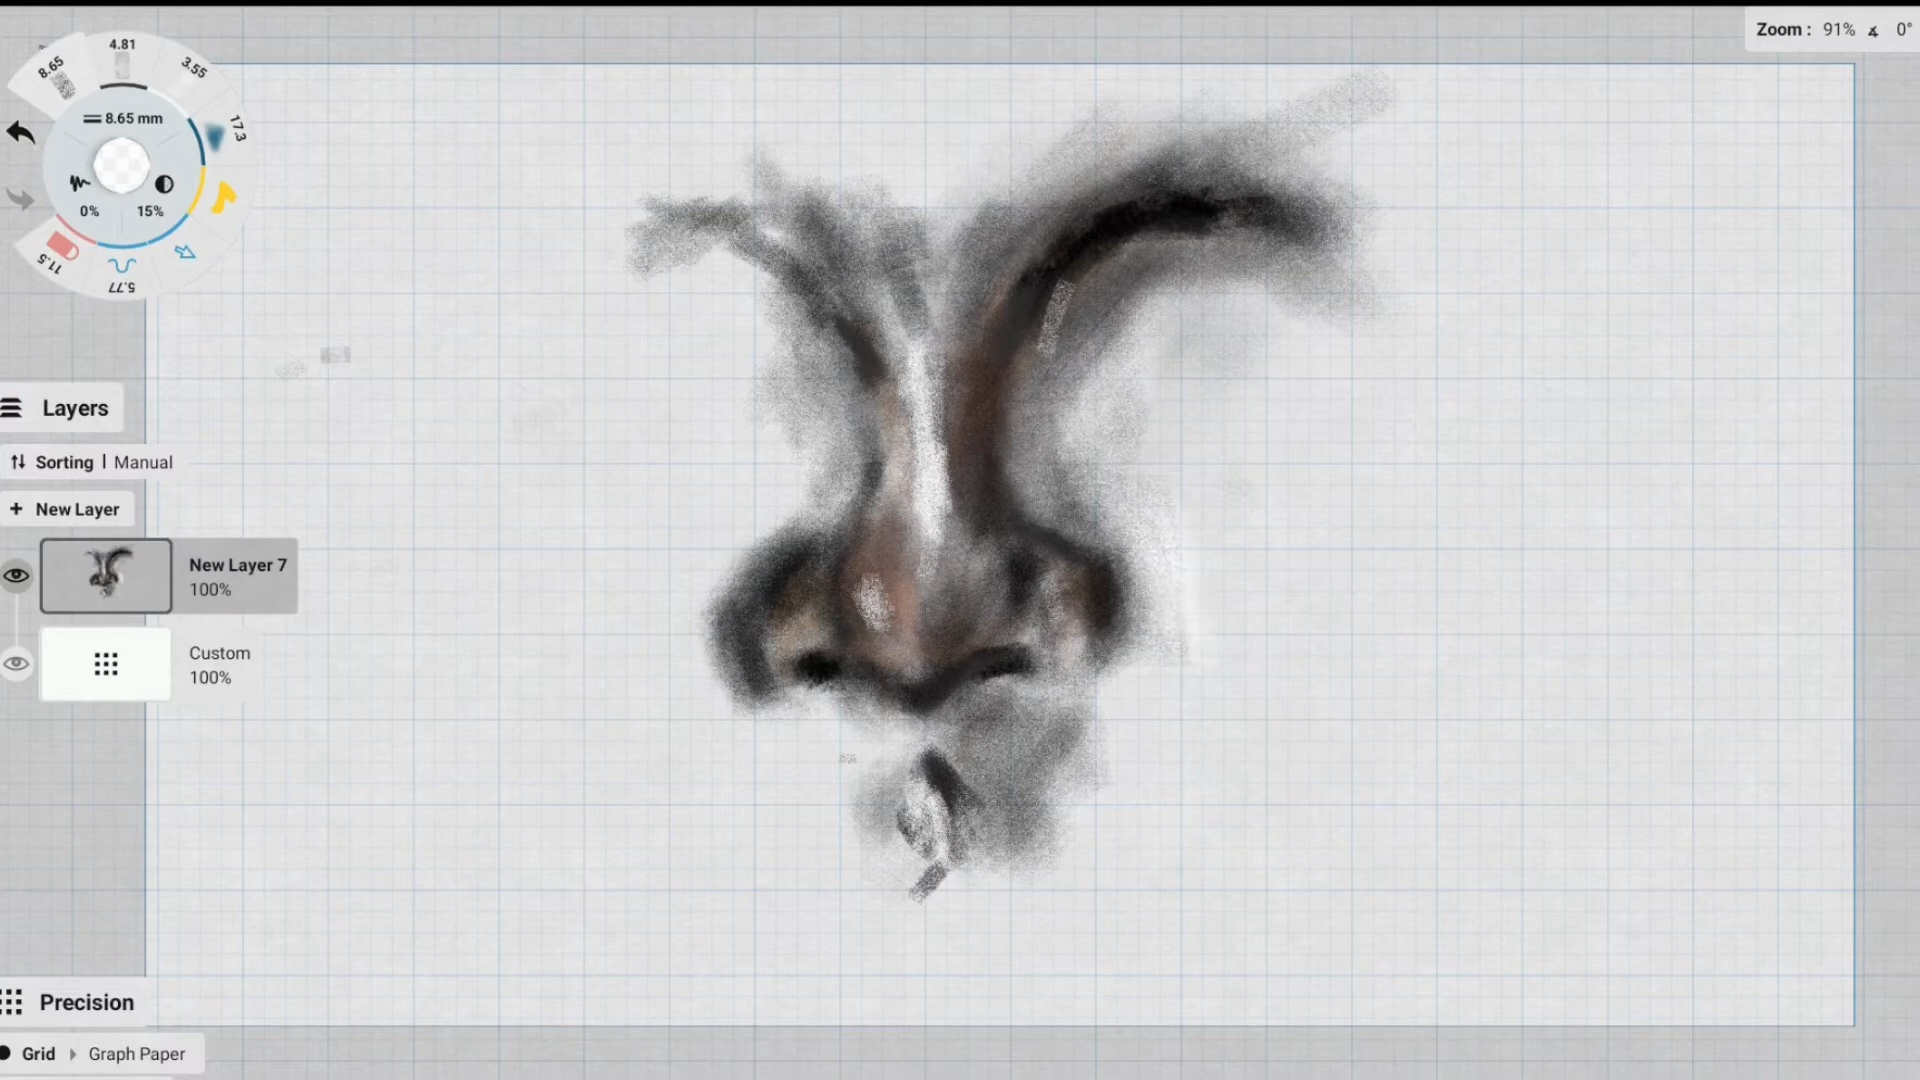 Zoom : 91% 0°
4.81
8.65
3.55
17.3
8.65 mm
0%
15%
11.5
5.77
Layers
Sorting | Manual
+ New Layer
New Layer 7
100%
Custom
100%
Precision
Grid Graph Paper